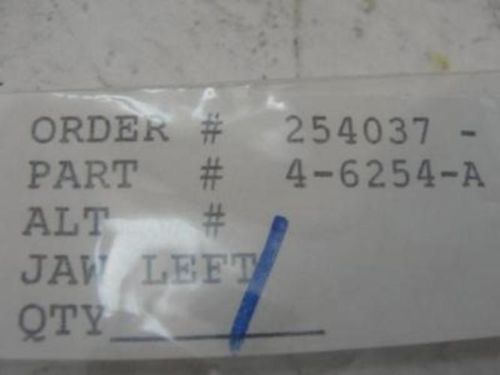 ORDER # 254037 -
PART # 4-6254-A
ALT #
JAW LEFT
QTY /